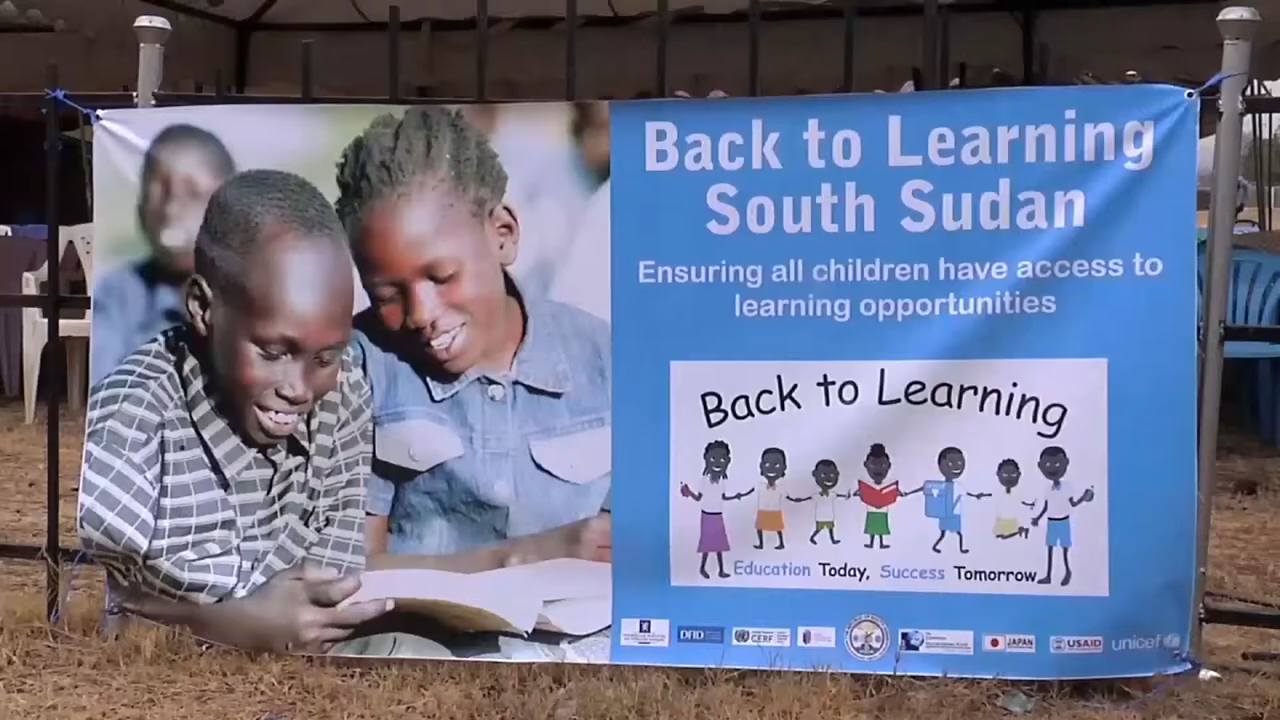 Back to Learning
South Sudan
Ensuring all children have access to
learning opportunities
Back to Learning
Education Today, Success Tomorrow
CERF
JAPAN
USAID
unicef